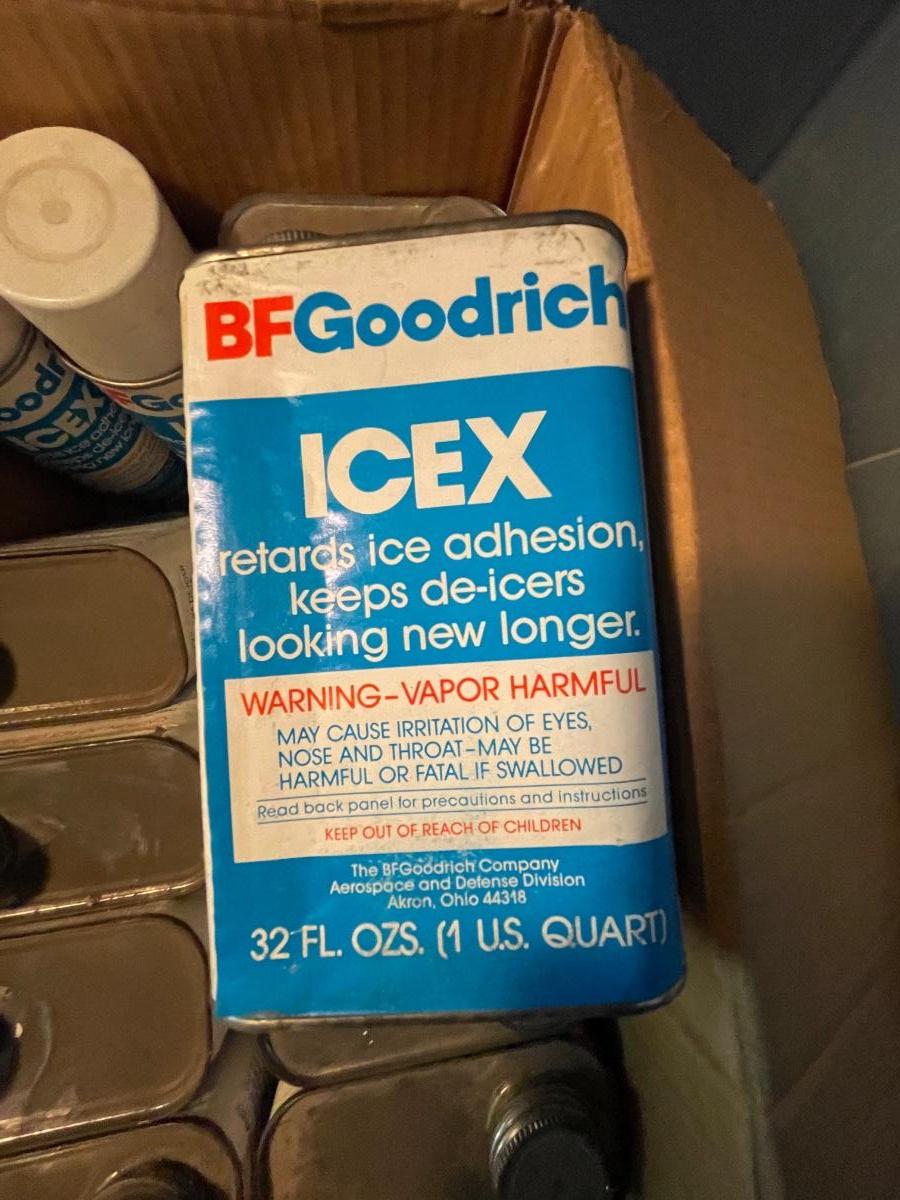 BFGoodrich
ICEX
retards ice adhesion,
keeps de-icers
looking new longer.
WARNING-VAPOR HARMFUL
MAY CAUSE IRRITATION OF EYES,
NOSE AND THROAT-MAY BE
HARMFUL OR FATAL IF SWALLOWED
Read back panel for precautions and instructions
KEEP OUT OF REACH OF CHILDREN
The BFGoodrich Company
Aerospace and Defense Division
Akron, Ohio 44318
32 FL. OZS. (1 U.S. QUART)